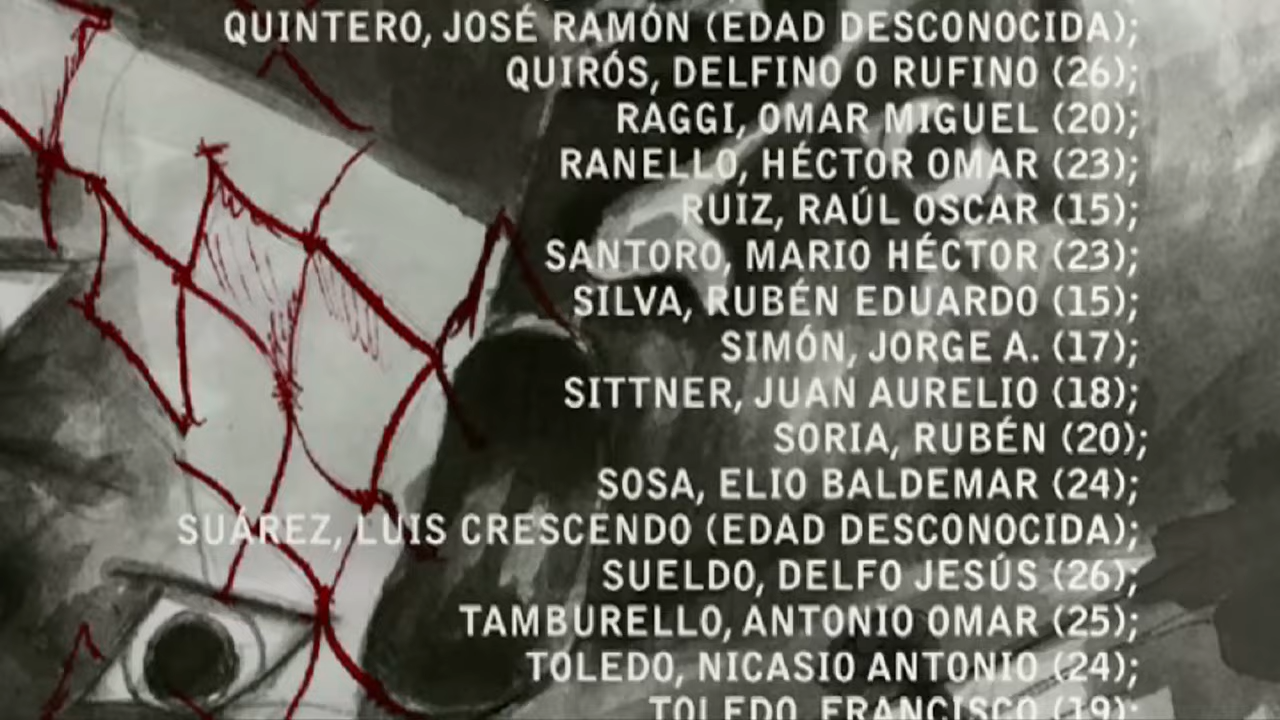 QUINTERO, JOSÉ RAMÓN (EDAD DESCONOCIDA);
QUIRÓS, DELFINO O RUFINO (26);
RAGGI, OMAR MIGUEL (20);
RANELLO, HÉCTOR OMAR (23);
RUIZ, RAÚL OSCAR (15);
SANTORO, MARIO HÉCTOR (23);
SILVA, RUBÉN EDUARDO (15);
SIMÓN, JORGE A. (17);
SITTNER, JUAN AURELIO (18);
SORIA, RUBÉN (20);
SOSA, ELIO BALDEMAR (24);
SUÁREZ, LUIS CRESCENDO (EDAD DESCONOCIDA);
SUELDO, DELFO JESÚS (26);
TAMBURELLO, ANTONIO OMAR (25);
TOLEDO, NICASIO ANTONIO (24);
TOLEDO, FRANCISCO (19);